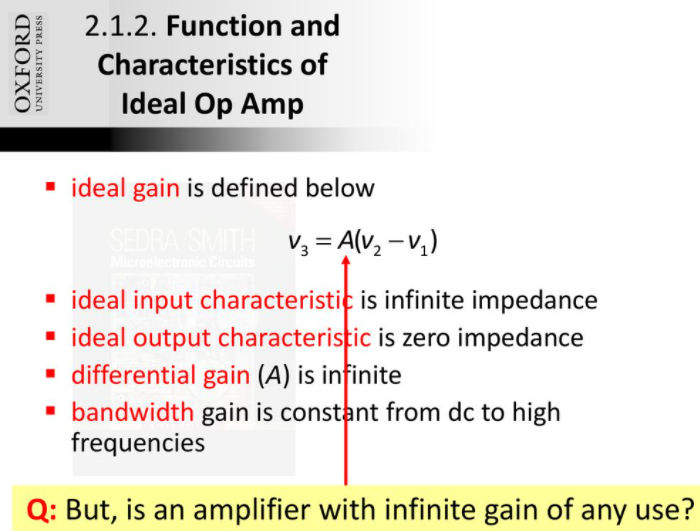 OXFORD
UNIVERSITY PRESS
2.1.2. Function and
Characteristics of
Ideal Op Amp
▪ ideal gain is defined below
SEDRA/SMITH
Microelectronic Circuits
v₃ = A(v₂ – v₁)
▪ ideal input characteristic is infinite impedance
▪ ideal output characteristic is zero impedance
▪ differential gain (A) is infinite
▪ bandwidth gain is constant from dc to high
frequencies
Q: But, is an amplifier with infinite gain of any use?